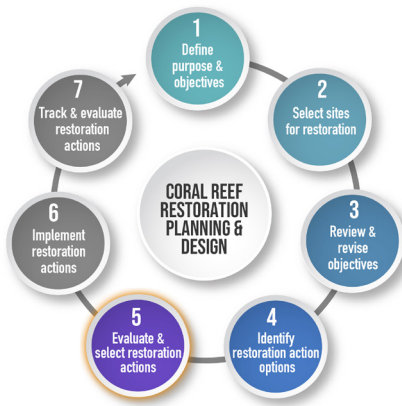 1
Define
purpose &
objectives
2
Select sites
for restoration
3
Review &
revise
objectives
4
Identify
restoration action
options
5
Evaluate &
select restoration
actions
6
Implement
restoration
actions
7
Track & evaluate
restoration
actions
CORAL REEF
RESTORATION
PLANNING &
DESIGN